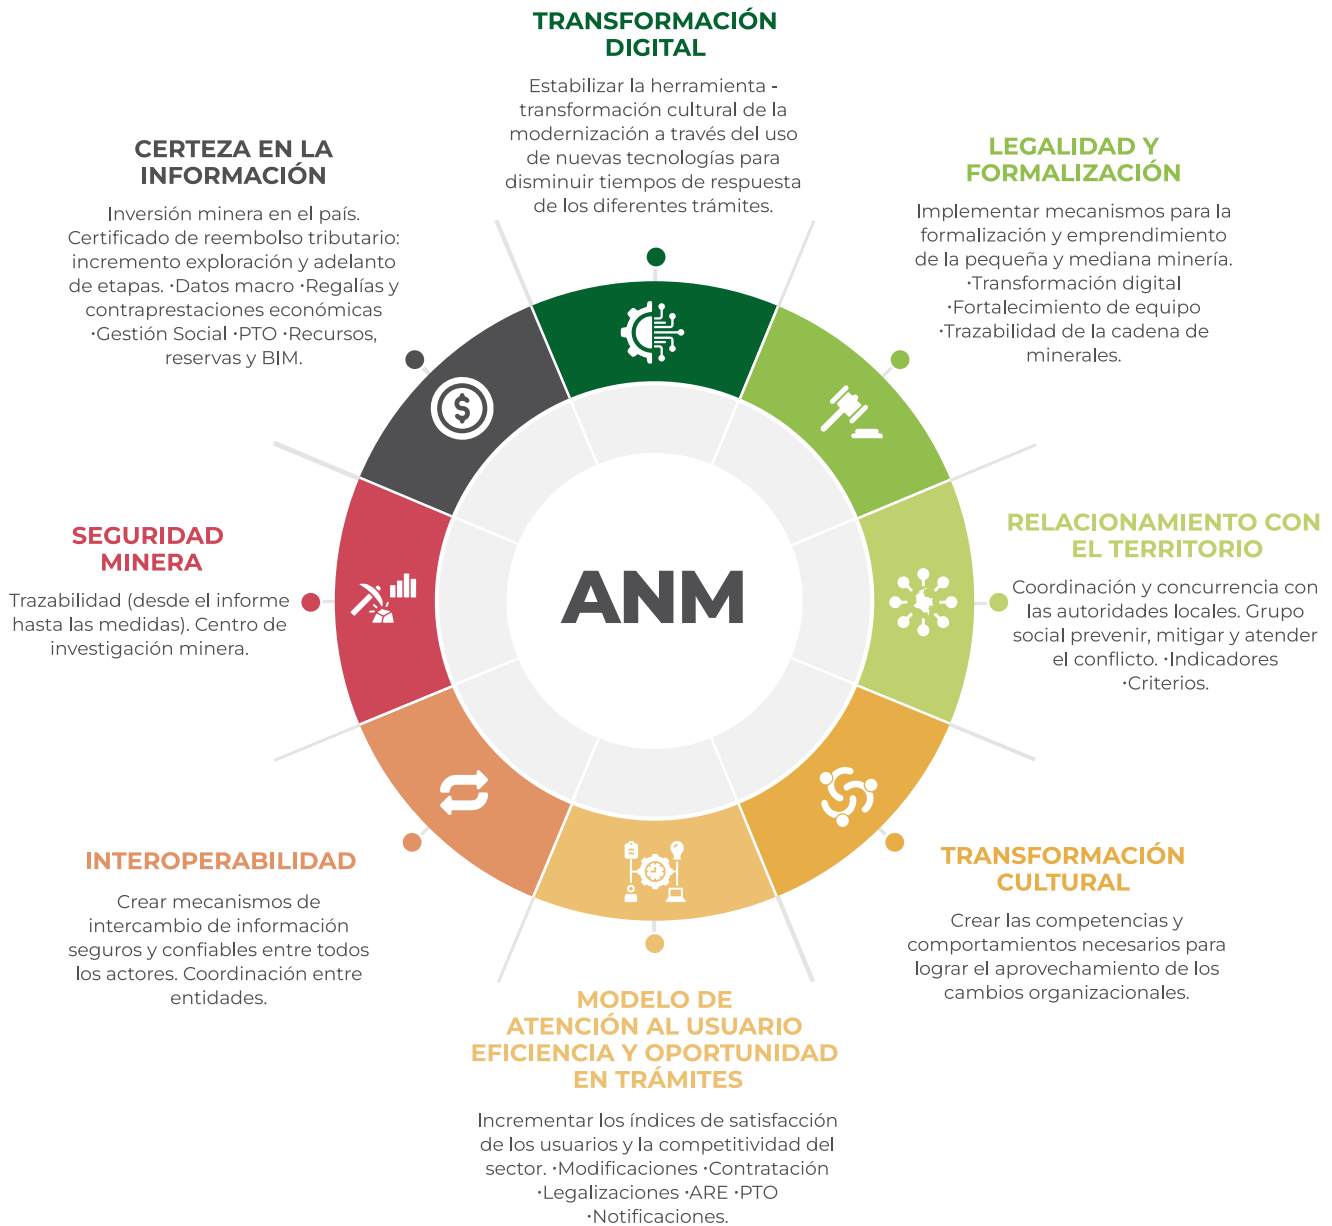 TRANSFORMACIÓN
DIGITAL
Estabilizar la herramienta -
transformación cultural de la
modernización a través del uso
de nuevas tecnologías para
disminuir tiempos de respuesta
de los diferentes trámites.
LEGALIDAD Y
FORMALIZACIÓN
Implementar mecanismos para la
formalización y emprendimiento
de la pequeña y mediana minería.
·Transformación digital
·Fortalecimiento de equipo
·Trazabilidad de la cadena de
minerales.
RELACIONAMIENTO CON
EL TERRITORIO
Coordinación y concurrencia con
las autoridades locales. Grupo
social prevenir, mitigar y atender
el conflicto. ·Indicadores
·Criterios.
TRANSFORMACIÓN
CULTURAL
Crear las competencias y
comportamientos necesarios para
lograr el aprovechamiento de los
cambios organizacionales.
MODELO DE
ATENCIÓN AL USUARIO
EFICIENCIA Y OPORTUNIDAD
EN TRÁMITES
Incrementar los índices de satisfacción
de los usuarios y la competitividad del
sector. ·Modificaciones ·Contratación
·Legalizaciones ·ARE ·PTO
·Notificaciones.
INTEROPERABILIDAD
Crear mecanismos de
intercambio de información
seguros y confiables entre todos
los actores. Coordinación entre
entidades.
SEGURIDAD
MINERA
Trazabilidad (desde el informe
hasta las medidas). Centro de
investigación minera.
CERTEZA EN LA
INFORMACIÓN
Inversión minera en el país.
Certificado de reembolso tributario:
incremento exploración y adelanto
de etapas. ·Datos macro ·Regalías y
contraprestaciones económicas
·Gestión Social ·PTO ·Recursos,
reservas y BIM.
$
ANM